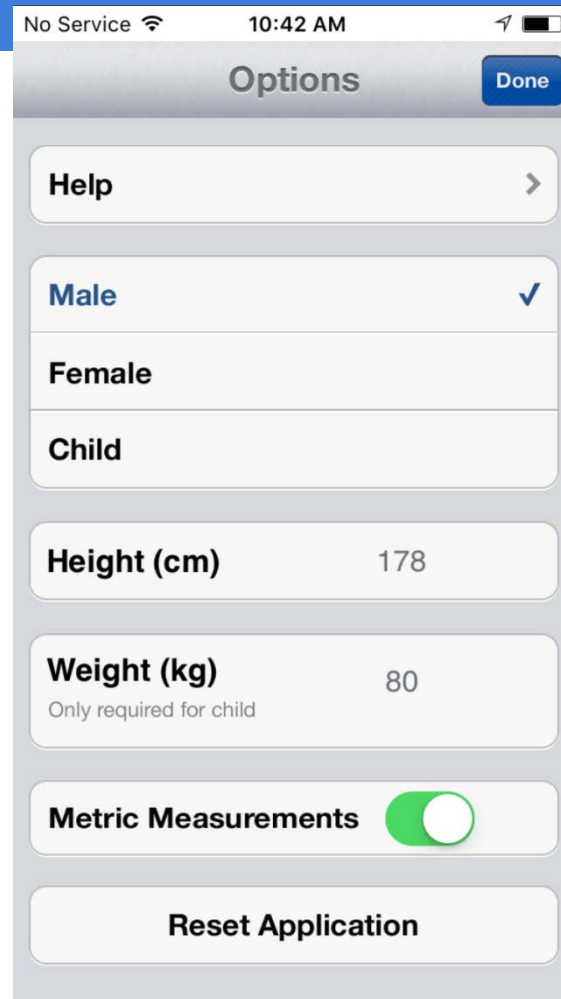 No Service 10:42 AM
Options Done
Help
Male
Female
Child
Height (cm) 178
Weight (kg) 80
Only required for child
Metric Measurements
Reset Application